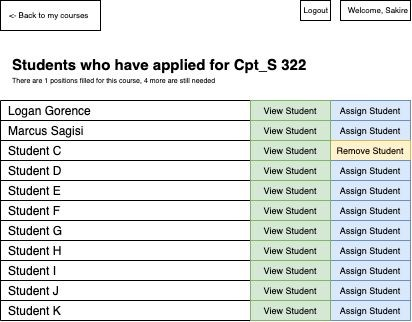 <- Back to my courses
Logout
Welcome, Sakire
Students who have applied for Cpt_S 322
There are 1 positions filled for this course, 4 more are still needed
Logan Gorence View Student Assign Student
Marcus Sagisi View Student Assign Student
Student C View Student Remove Student
Student D View Student Assign Student
Student E View Student Assign Student
Student F View Student Assign Student
Student G View Student Assign Student
Student H View Student Assign Student
Student I View Student Assign Student
Student J View Student Assign Student
Student K View Student Assign Student